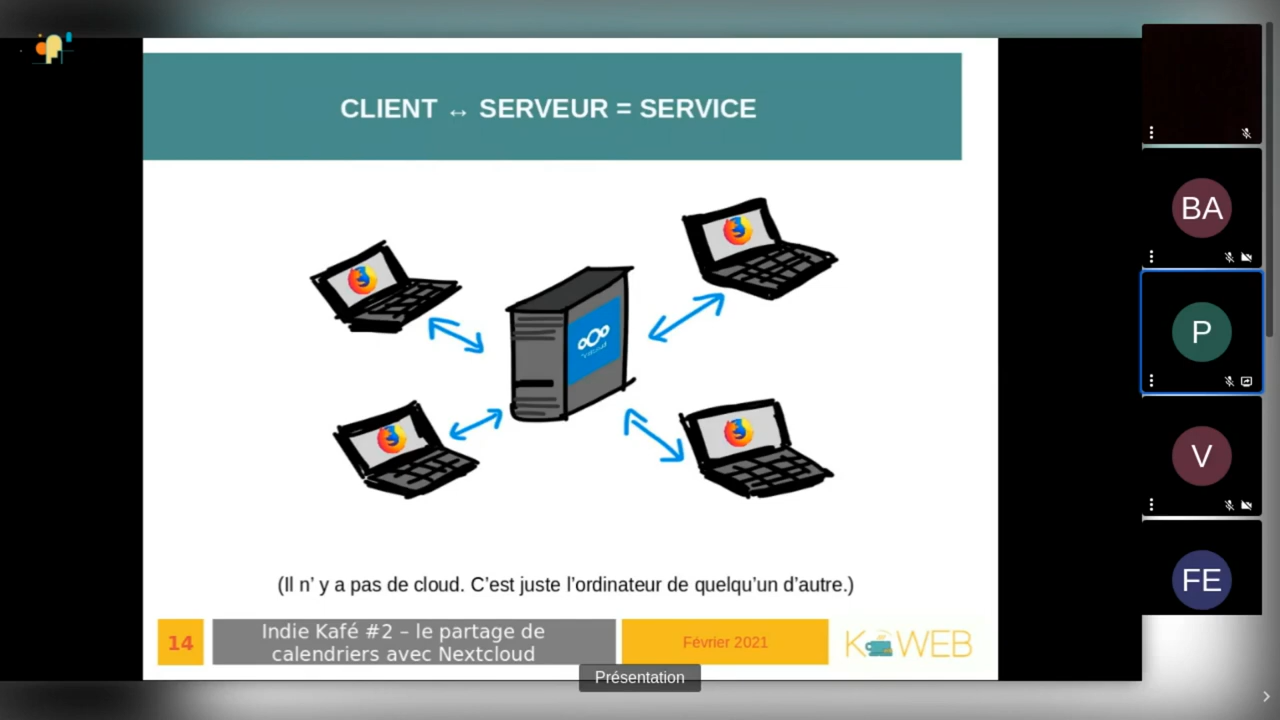 CLIENT ↔ SERVEUR = SERVICE
(Il n’ y a pas de cloud. C’est juste l’ordinateur de quelqu’un d’autre.)
14
Indie Kafé #2 – le partage de
calendriers avec Nextcloud
Février 2021
K WEB
Présentation
BA
P
V
FE